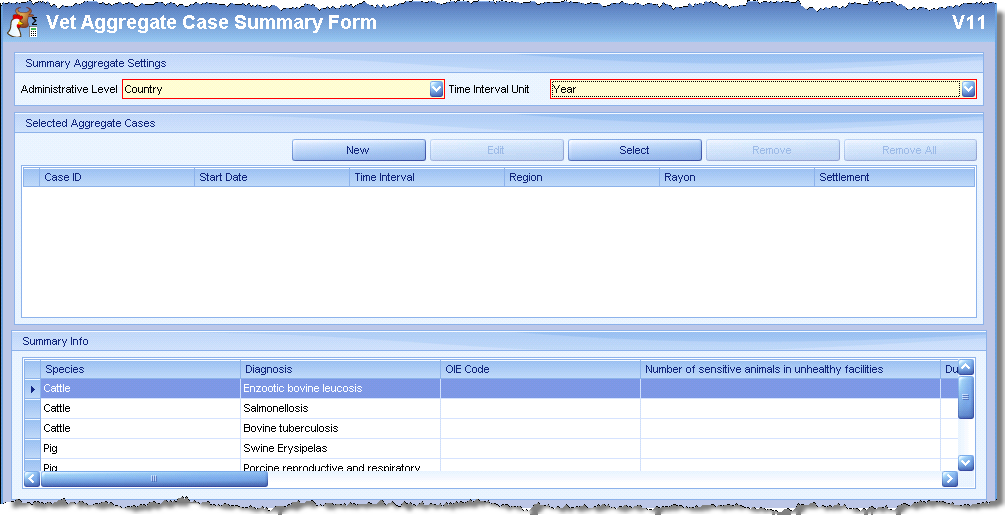 Vet Aggregate Case Summary Form V11
Summary Aggregate Settings
Administrative Level Country Time Interval Unit Year
Selected Aggregate Cases
New Edit Select Remove Remove All
Case ID Start Date Time Interval Region Rayon Settlement
Summary Info
Species Diagnosis OIE Code Number of sensitive animals in unhealthy facilities Du
Cattle Enzootic bovine leucosis
Cattle Salmonellosis
Cattle Bovine tuberculosis
Pig Swine Erysipelas
Pig Porcine reproductive and respiratory